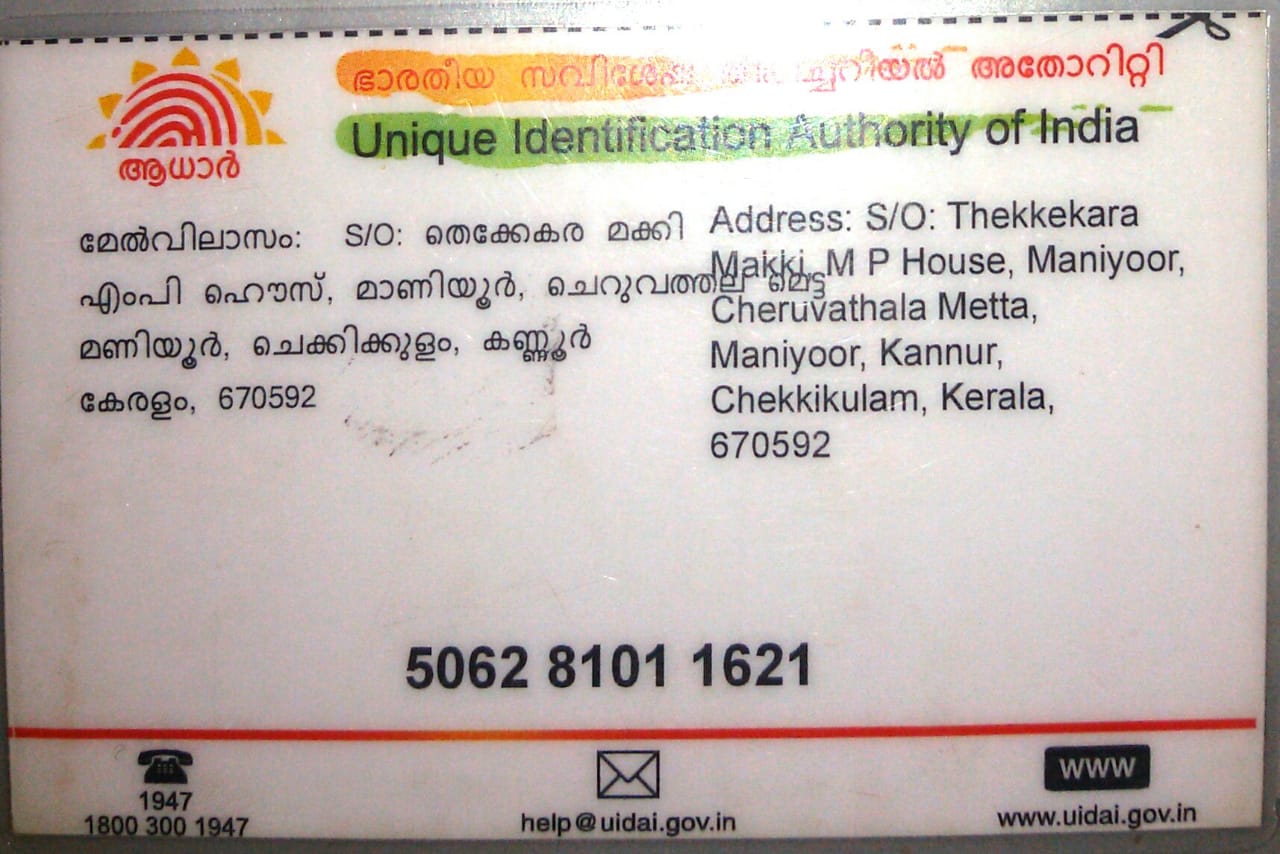 ഭാരതീയ സവിശേഷ തിരിച്ചറിയൽ അതോറിറ്റി
Unique Identification Authority of India
ആധാർ
മേൽവിലാസം: S/O: തെക്കേകര മക്കി
എംപി ഹൌസ്, മാണിയൂർ, ചെറുവത്തല മെട്ട
മണിയൂർ, ചെക്കിക്കുളം, കണ്ണൂർ
കേരളം, 670592
Address: S/O: Thekkekara
Makki, M P House, Maniyoor,
Cheruvathala Metta,
Maniyoor, Kannur,
Chekkikulam, Kerala,
670592
5062 8101 1621
1947
1800 300 1947
help@uidai.gov.in
WWW
www.uidai.gov.in